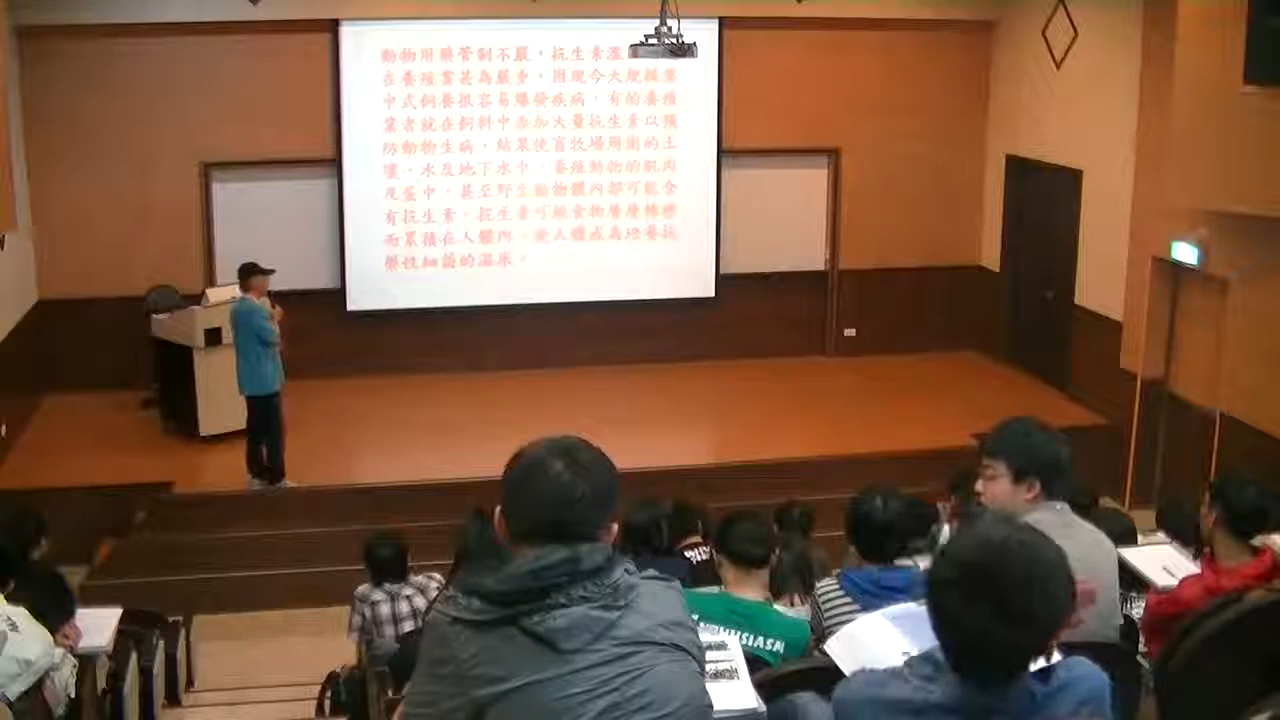 動物用藥管制不嚴，抗生素濫
在養殖業甚為嚴重，因現今大規模集
中式飼養很容易爆發疾病，有的養殖
業者就在飼料中添加大量抗生素以預
防動物生病，結果使畜牧場周圍的土
壤、水及地下水中，養殖動物的肌肉
及蛋中，甚至野生動物體內都可能含
有抗生素。抗生素可經食物層層轉移
而累積在人體內，使人體成為培養抗
藥性細菌的溫床。